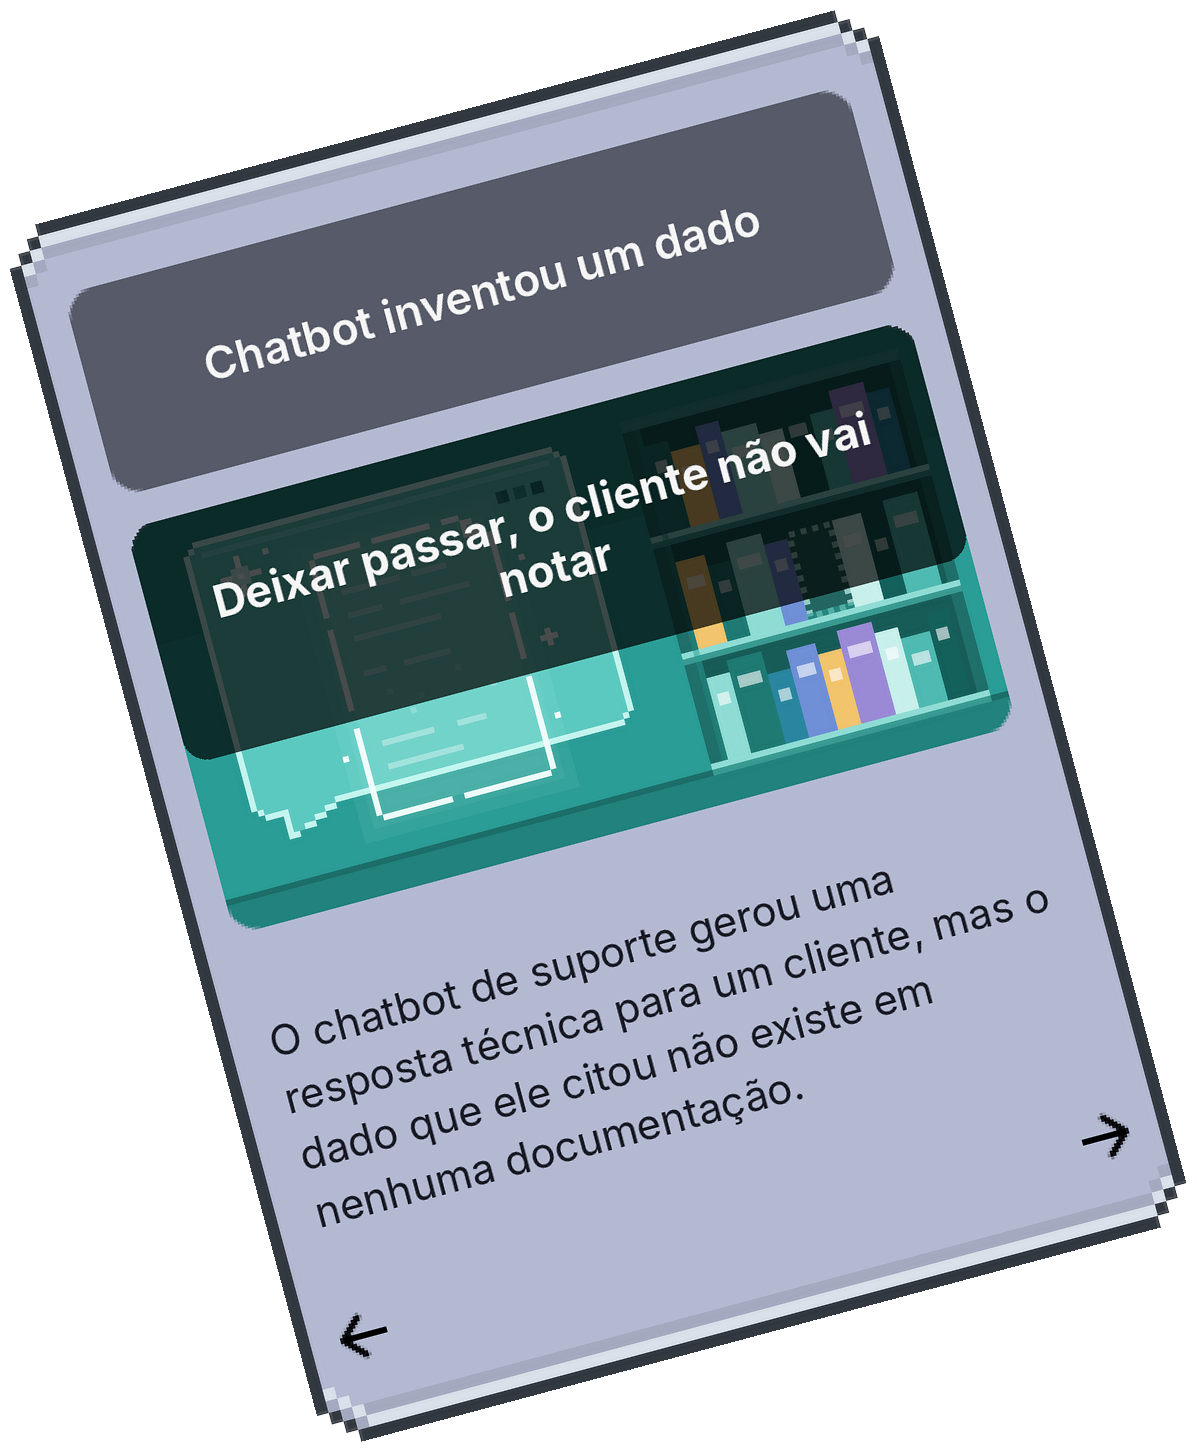 Chatbot inventou um dado
Deixar passar, o cliente não vai
notar
O chatbot de suporte gerou uma
resposta técnica para um cliente, mas o
dado que ele citou não existe em
nenhuma documentação.